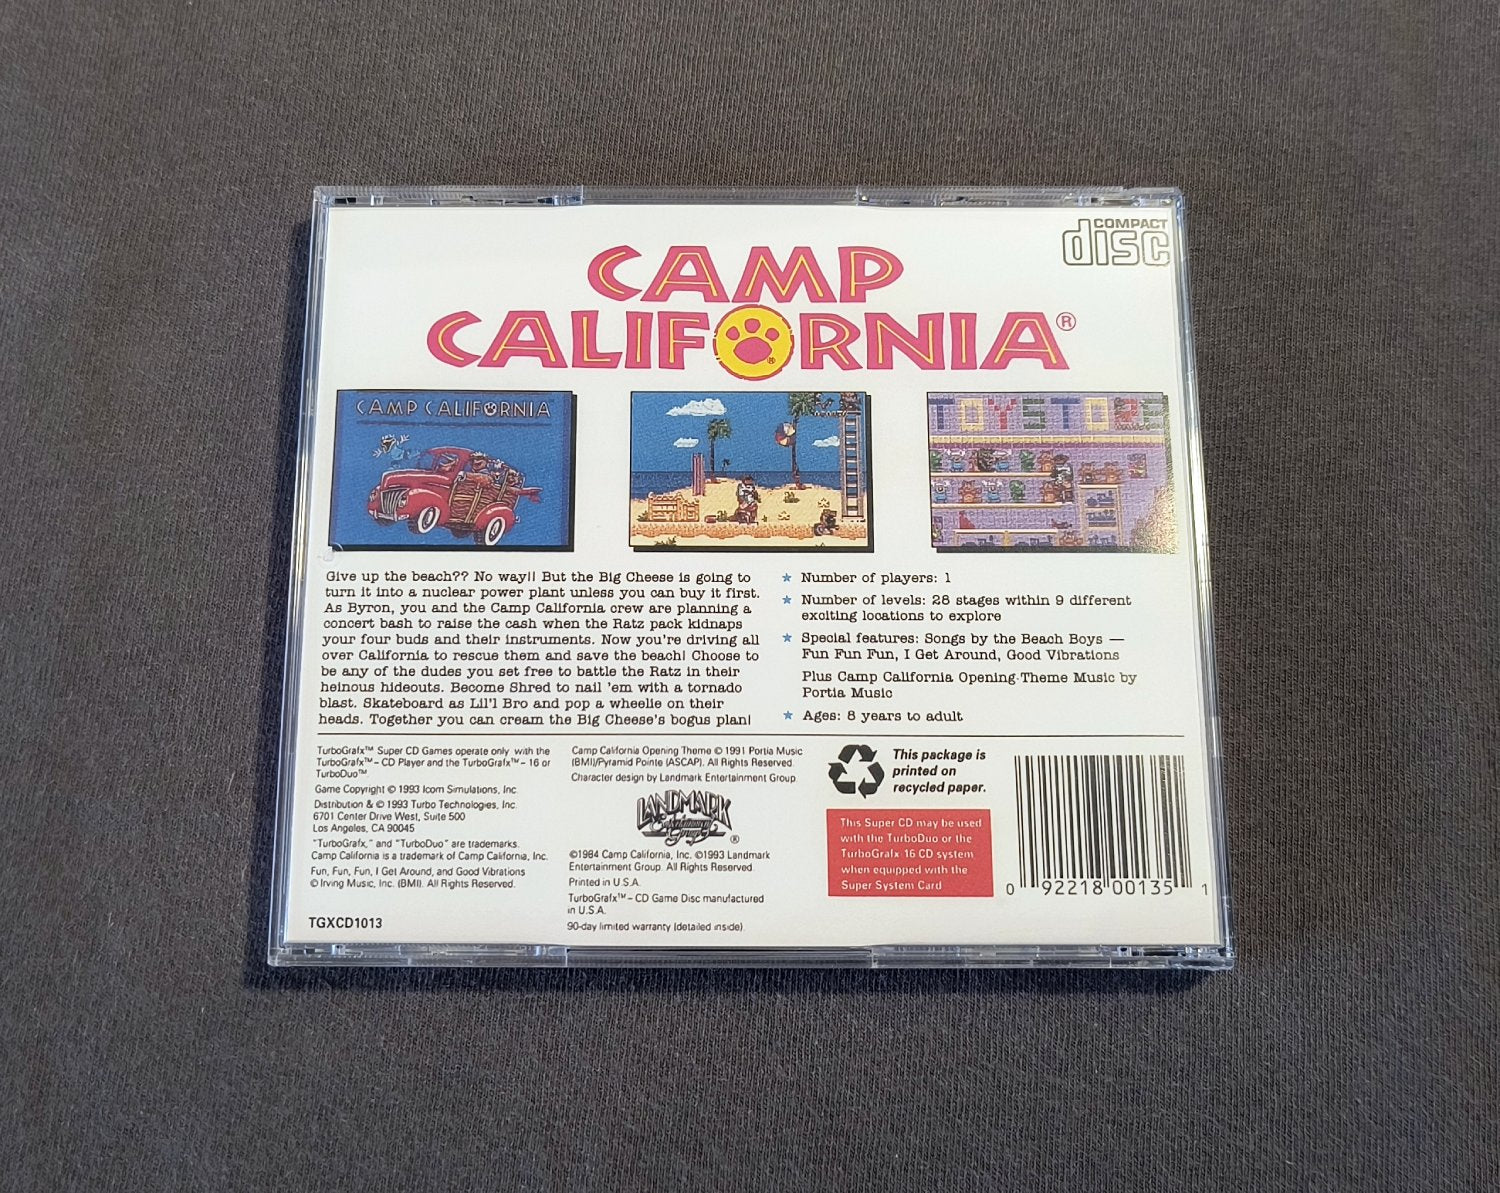 COMPACT
disc
CAMP
CALIFORNIA®
CAMP CALIFORNIA
TOYSTORE
Give up the beach?? No way!! But the Big Cheese is going to
turn it into a nuclear power plant unless you can buy it first.
As Byron, you and the Camp California crew are planning a
concert bash to raise the cash when the Ratz pack kidnaps
your four buds and their instruments. Now you're driving all
over California to rescue them and save the beach! Choose to
be any of the dudes you set free to battle the Ratz in their
heinous hideouts. Become Shred to nail 'em with a tornado
blast. Skateboard as Lil'l Bro and pop a wheelie on their
heads. Together you can cream the Big Cheese's bogus plan!
★ Number of players: 1
★ Number of levels: 28 stages within 9 different
exciting locations to explore
★ Special features: Songs by the Beach Boys —
Fun Fun Fun, I Get Around, Good Vibrations
Plus Camp California Opening Theme Music by
Portia Music
★ Ages: 8 years to adult
TurboGrafx™ Super CD Games operate only with the
TurboGrafx™ – CD Player and the TurboGrafx™ – 16 or
TurboDuo™
Game Copyright © 1993 Icom Simulations, Inc.
Distribution & © 1993 Turbo Technologies, Inc.
6701 Center Drive West, Suite 500
Los Angeles, CA 90045
"TurboGrafx," and "TurboDuo" are trademarks.
Camp California is a trademark of Camp California, Inc.
Fun, Fun, Fun, I Get Around, and Good Vibrations
© Irving Music, Inc. (BMI). All Rights Reserved.
TGXCD1013
Camp California Opening Theme © 1991 Portia Music
(BMI)/Pyramid Pointe (ASCAP). All Rights Reserved.
Character design by Landmark Entertainment Group
LANDMARK
Entertainment
Group ®
©1984 Camp California, Inc. ©1993 Landmark
Entertainment Group. All Rights Reserved.
Printed in U.S.A.
TurboGrafx™ – CD Game Disc manufactured
in U.S.A.
90-day limited warranty (detailed inside).
This package is
printed on
recycled paper.
This Super CD may be used
with the TurboDuo or the
TurboGrafx 16 CD system
when equipped with the
Super System Card
0 92218 00135 1